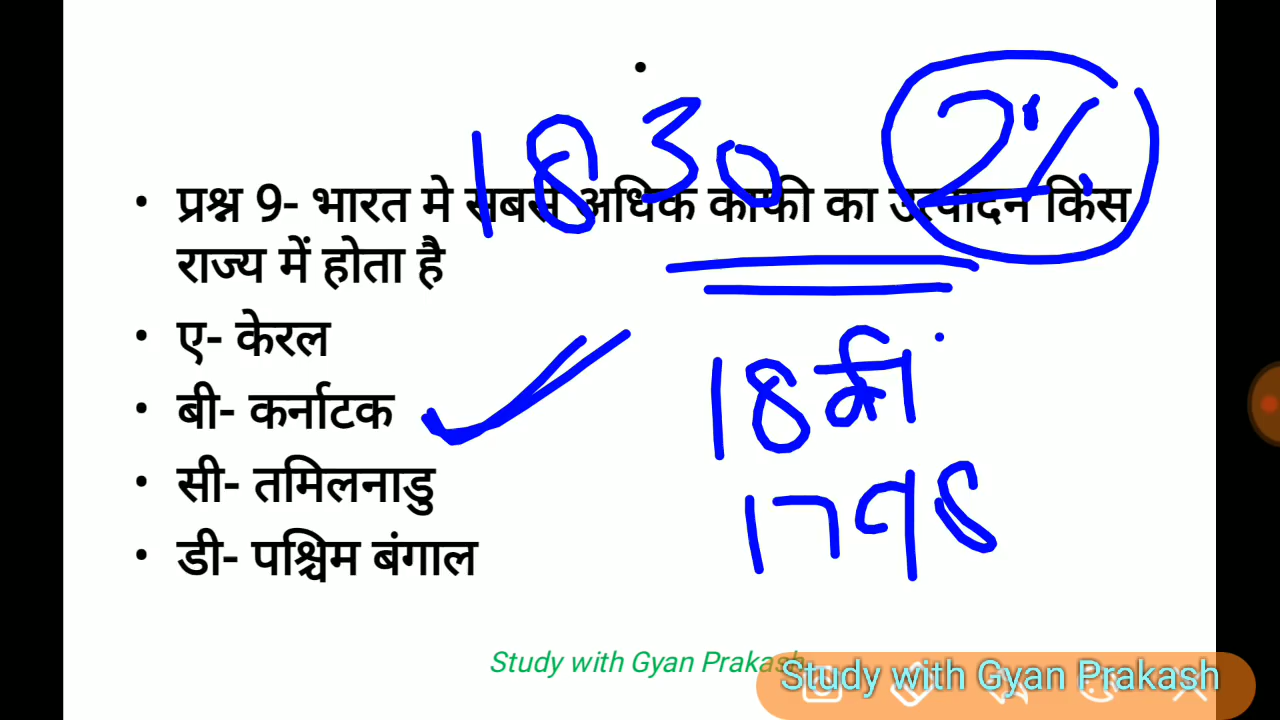 1830 2%
• प्रश्न 9- भारत मे सबसे अधिक काफी का उत्पादन किस
राज्य में होता है
• ए- केरल
• बी- कर्नाटक
18वी
• सी- तमिलनाडु
1798
• डी- पश्चिम बंगाल
Study with Gyan Prakash
Study with Gyan Prakash